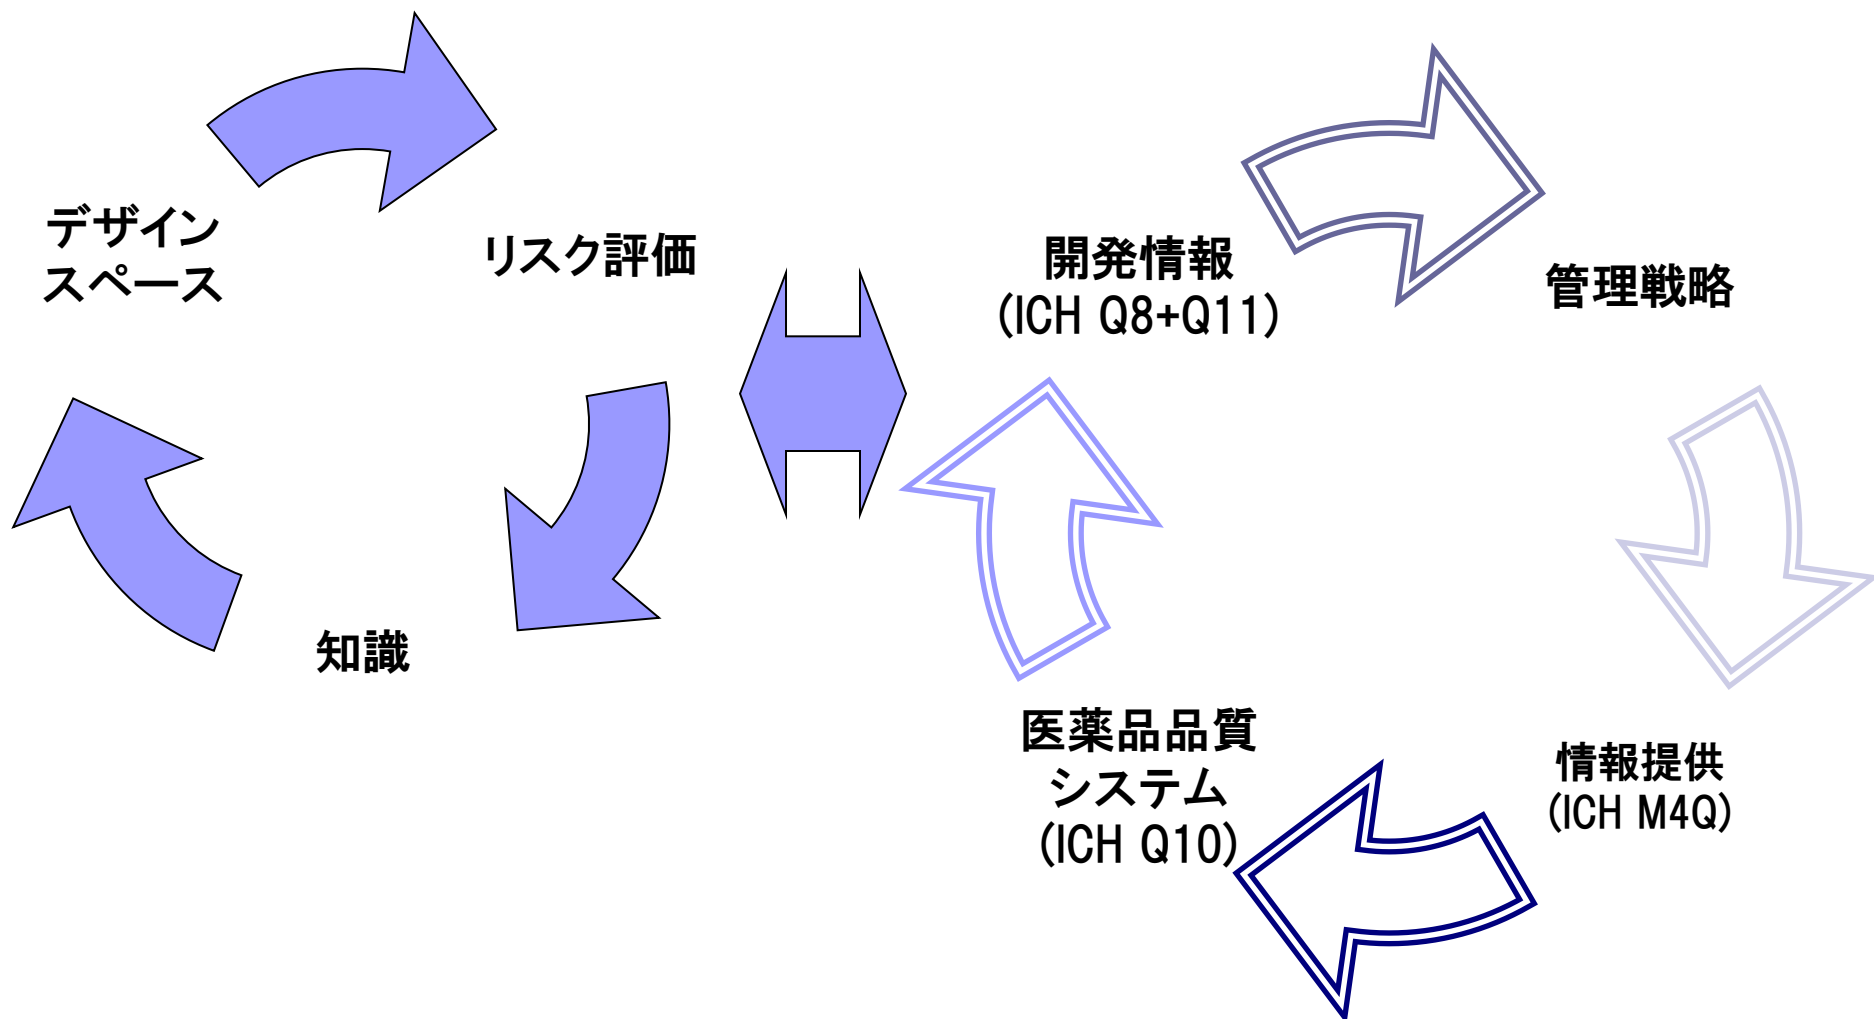 デザイン
スペース
リスク評価
知識
開発情報
(ICH Q8+Q11)
管理戦略
医薬品品質
システム
(ICH Q10)
情報提供
(ICH M4Q)